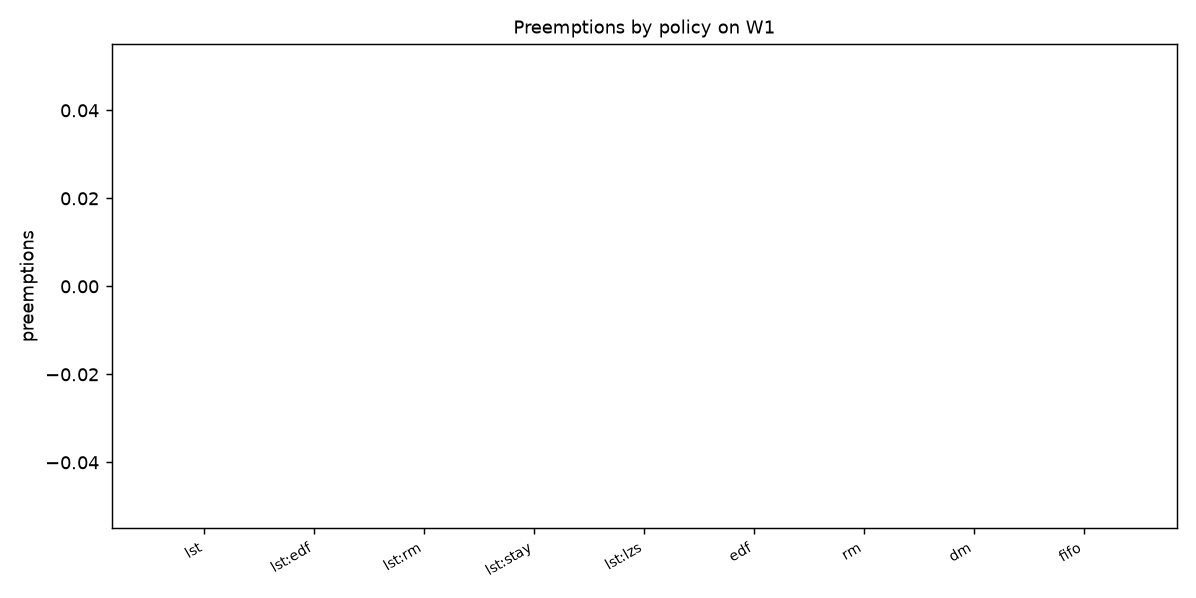 Preemptions by policy on W1
preemptions
0.04
0.02
0.00
−0.02
−0.04
lst
lst:edf
lst:rm
lst:stay
lst:lzs
edf
rm
dm
fifo